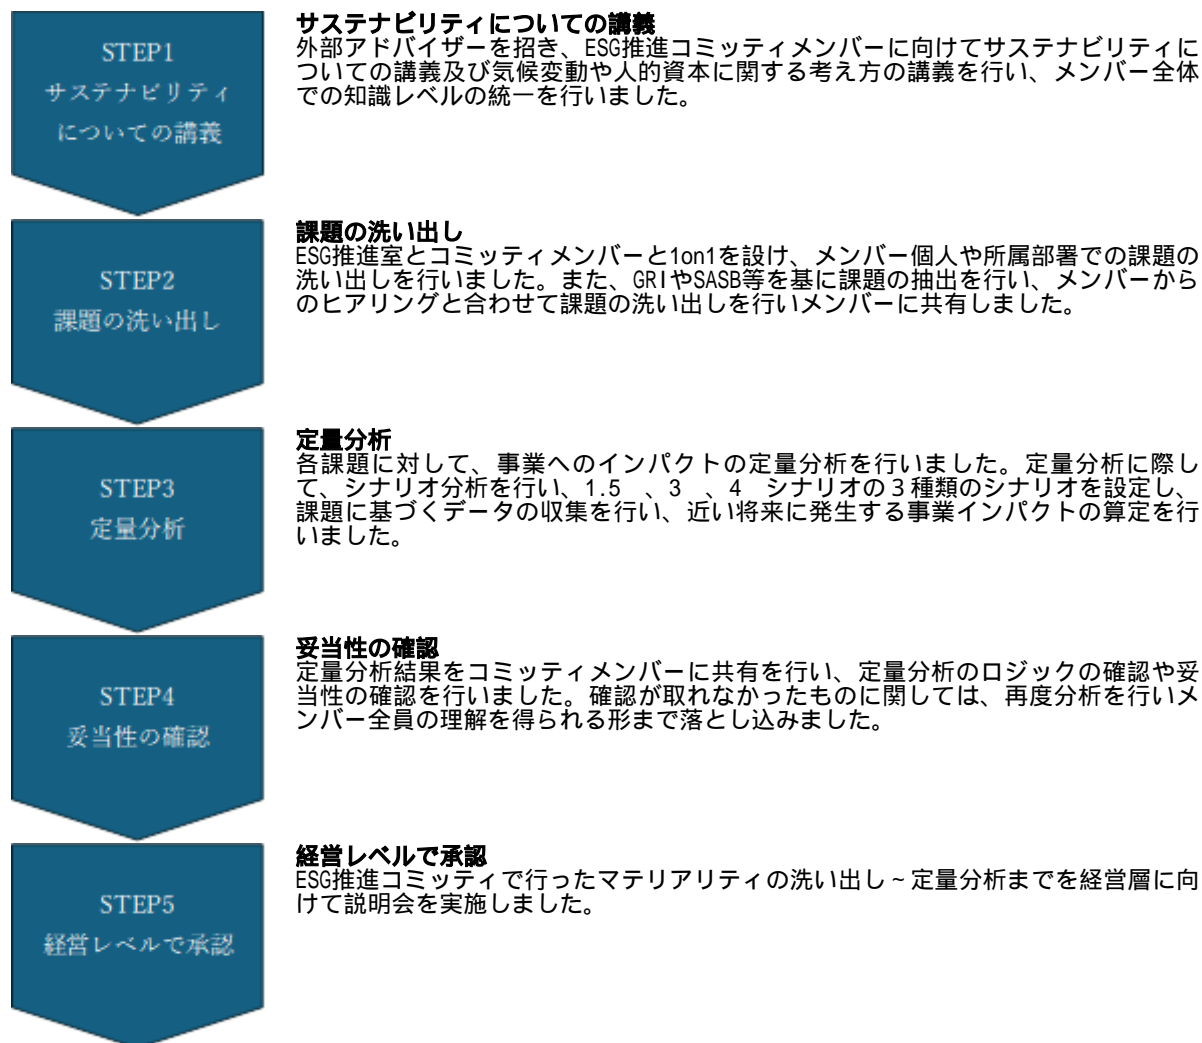 STEP1
サステナビリティ
についての講義
サステナビリティについての講義
外部アドバイザーを招き、ESG推進コミッティメンバーに向けてサステナビリティに
ついての講義及び気候変動や人的資本に関する考え方の講義を行い、メンバー全体
での知識レベルの統一を行いました。
STEP2
課題の洗い出し
課題の洗い出し
ESG推進室とコミッティメンバーと1on1を設け、メンバー個人や所属部署での課題の
洗い出しを行いました。また、GRIやSASB等を基に課題の抽出を行い、メンバーから
のヒアリングと合わせて課題の洗い出しを行いメンバーに共有しました。
STEP3
定量分析
定量分析
各課題に対して、事業へのインパクトの定量分析を行いました。定量分析に際し
て、シナリオ分析を行い、1.5 、3 、4 シナリオの３種類のシナリオを設定し、
課題に基づくデータの収集を行い、近い将来に発生する事業インパクトの算定を行
いました。
STEP4
妥当性の確認
妥当性の確認
定量分析結果をコミッティメンバーに共有を行い、定量分析のロジックの確認や妥
当性の確認を行いました。確認が取れなかったものに関しては、再度分析を行いメ
ンバー全員の理解を得られる形まで落とし込みました。
STEP5
経営レベルで承認
経営レベルで承認
ESG推進コミッティで行ったマテリアリティの洗い出し～定量分析までを経営層に向
けて説明会を実施しました。